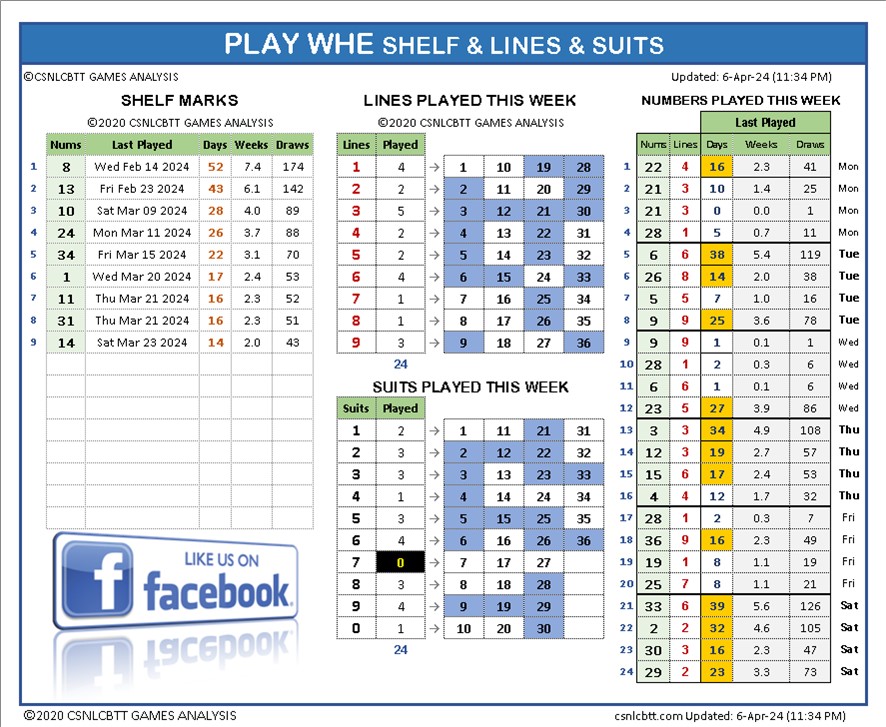 PLAY WHE SHELF & LINES & SUITS
©CSNLCBTT GAMES ANALYSIS
Updated: 6-Apr-24 (11:34 PM)
SHELF MARKS
©2020 CSNLCBTT GAMES ANALYSIS
Nums Last Played Days Weeks Draws
1 8 Wed Feb 14 2024 52 7.4 174
2 13 Fri Feb 23 2024 43 6.1 142
3 10 Sat Mar 09 2024 28 4.0 89
4 24 Mon Mar 11 2024 26 3.7 88
5 34 Fri Mar 15 2024 22 3.1 70
6 1 Wed Mar 20 2024 17 2.4 53
7 11 Thu Mar 21 2024 16 2.3 52
8 31 Thu Mar 21 2024 16 2.3 51
9 14 Sat Mar 23 2024 14 2.0 43
LIKE US ON
f facebook
LINES PLAYED THIS WEEK
©2020 CSNLCBTT GAMES ANALYSIS
Lines Played
1 4 → 1 10 19 28
2 2 → 2 11 20 29
3 5 → 3 12 21 30
4 2 → 4 13 22 31
5 2 → 5 14 23 32
6 4 → 6 15 24 33
7 1 → 7 16 25 34
8 1 → 8 17 26 35
9 3 → 9 18 27 36
24
SUITS PLAYED THIS WEEK
Suits Played
1 2 → 1 11 21 31
2 3 → 2 12 22 32
3 3 → 3 13 23 33
4 1 → 4 14 24 34
5 3 → 5 15 25 35
6 4 → 6 16 26 36
7 0 → 7 17 27
8 3 → 8 18 28
9 4 → 9 19 29
0 1 → 10 20 30
24
NUMBERS PLAYED THIS WEEK
Last Played
Nums Lines Days Weeks Draws
1 22 4 16 2.3 41 Mon
2 21 3 10 1.4 25 Mon
3 21 3 0 0.0 1 Mon
4 28 1 5 0.7 11 Mon
5 6 6 38 5.4 119 Tue
6 26 8 14 2.0 38 Tue
7 5 5 7 1.0 16 Tue
8 9 9 25 3.6 78 Tue
9 9 9 1 0.1 1 Wed
10 28 1 2 0.3 6 Wed
11 6 6 1 0.1 6 Wed
12 23 5 27 3.9 86 Wed
13 3 3 34 4.9 108 Thu
14 12 3 19 2.7 57 Thu
15 15 6 17 2.4 53 Thu
16 4 4 12 1.7 32 Thu
17 28 1 2 0.3 7 Fri
18 36 9 16 2.3 49 Fri
19 19 1 8 1.1 19 Fri
20 25 7 8 1.1 21 Fri
21 33 6 39 5.6 126 Sat
22 2 2 32 4.6 105 Sat
23 30 3 16 2.3 47 Sat
24 29 2 23 3.3 73 Sat
©2020 CSNLCBTT GAMES ANALYSIS
csnlcbtt.com Updated: 6-Apr-24 (11:34 PM)